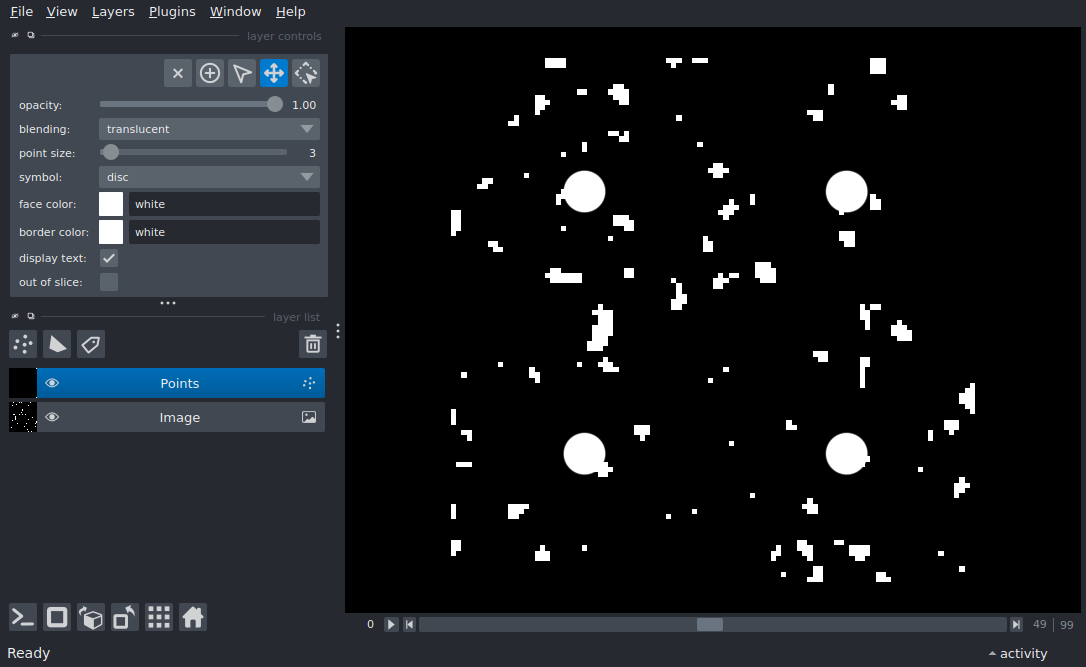 File View Layers Plugins Window Help
layer controls
opacity: 1.00
blending: translucent
point size: 3
symbol: disc
face color: white
border color: white
display text:
out of slice:
layer list
Points
Image
0 49 99
Ready activity